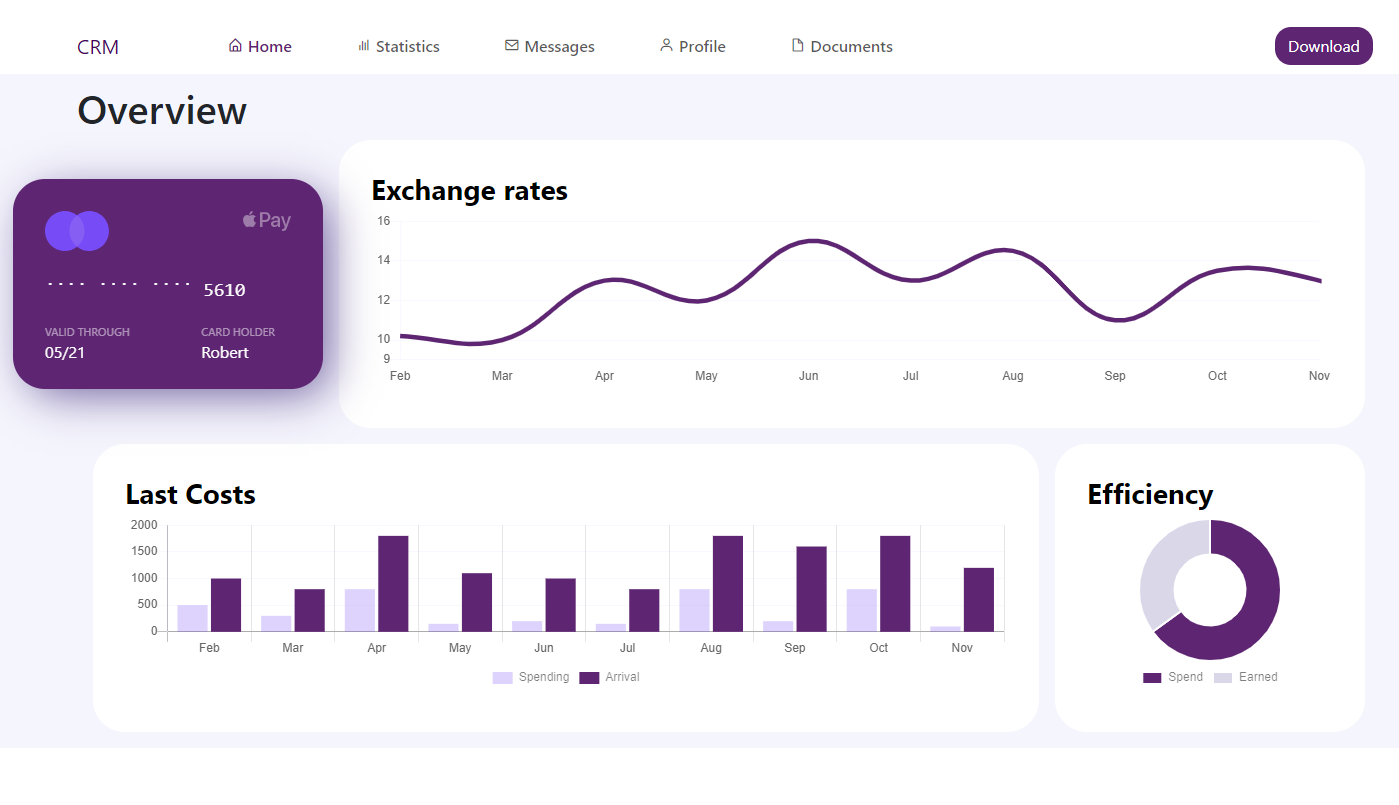 CRM Home Statistics Messages Profile Documents Download
Overview
Pay
···· ···· ···· 5610
VALID THROUGH CARD HOLDER
05/21 Robert
Exchange rates
16
14
12
10
9
Feb Mar Apr May Jun Jul Aug Sep Oct Nov
Last Costs
2000
1500
1000
500
0
Feb Mar Apr May Jun Jul Aug Sep Oct Nov
Spending Arrival
Efficiency
Spend Earned